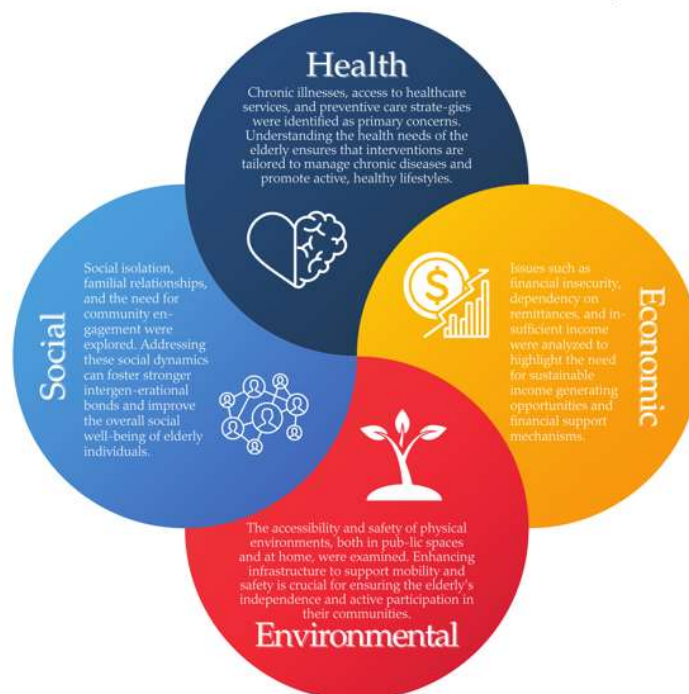 Health
Chronic illnesses, access to healthcare
services, and preventive care strate-gies
were identified as primary concerns.
Understanding the health needs of the
elderly ensures that interventions are
tailored to manage chronic diseases and
promote active, healthy lifestyles.
Social
Social isolation,
familial relationships,
and the need for
community en-
gagement were
explored. Addressing
these social dynamics
can foster stronger
intergen-erational
bonds and improve
the overall social
well-being of elderly
individuals.
$
Issues such as
financial insecurity,
dependency on
remittances, and in-
sufficient income
were analyzed to
highlight the need
for sustainable
income generating
opportunities and
financial support
mechanisms.
Economic
The accessibility and safety of physical
environments, both in pub-lic spaces
and at home, were examined. Enhancing
infrastructure to support mobility and
safety is crucial for ensuring the elderly's
independence and active participation in
their communities.
Environmental